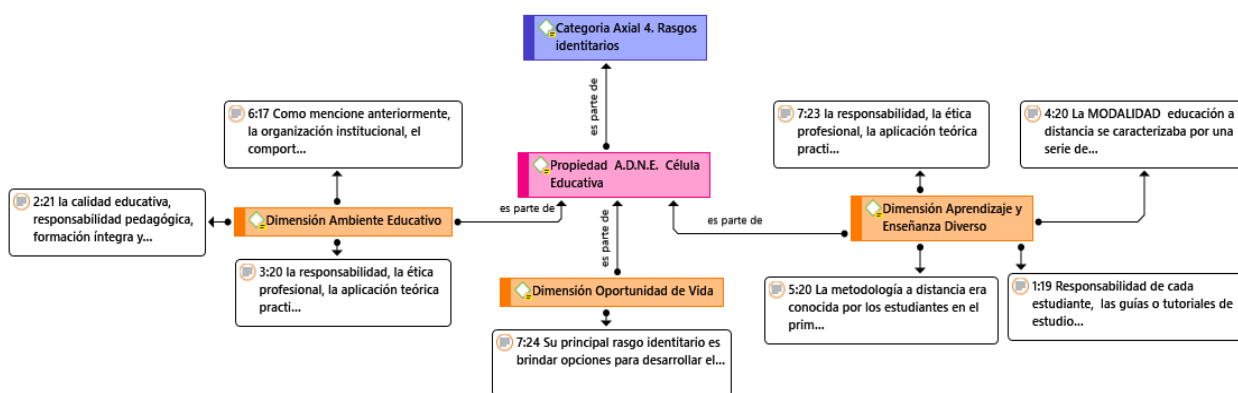 Categoria Axial 4. Rasgos
identitarios
es parte de
6:17 Como mencione anteriormente,
la organización institucional, el
comport...
7:23 la responsabilidad, la ética
profesional, la aplicación teórica
practi...
4:20 La MODALIDAD educación a
distancia se caracterizaba por una
serie de...
Propiedad A.D.N.E. Célula
Educativa
2:21 la calidad educativa,
responsabilidad pedagógica,
formación íntegra y...
Dimensión Ambiente Educativo
es parte de
es parte de
es parte de
Dimensión Aprendizaje y
Enseñanza Diverso
3:20 la responsabilidad, la ética
profesional, la aplicación teórica
practi...
Dimensión Oportunidad de Vida
5:20 La metodología a distancia era
conocida por los estudiantes en el
prim...
1:19 Responsabilidad de cada
estudiante, las guías o tutoriales de
estudio...
7:24 Su principal rasgo identitario es
brindar opciones para desarrollar el...